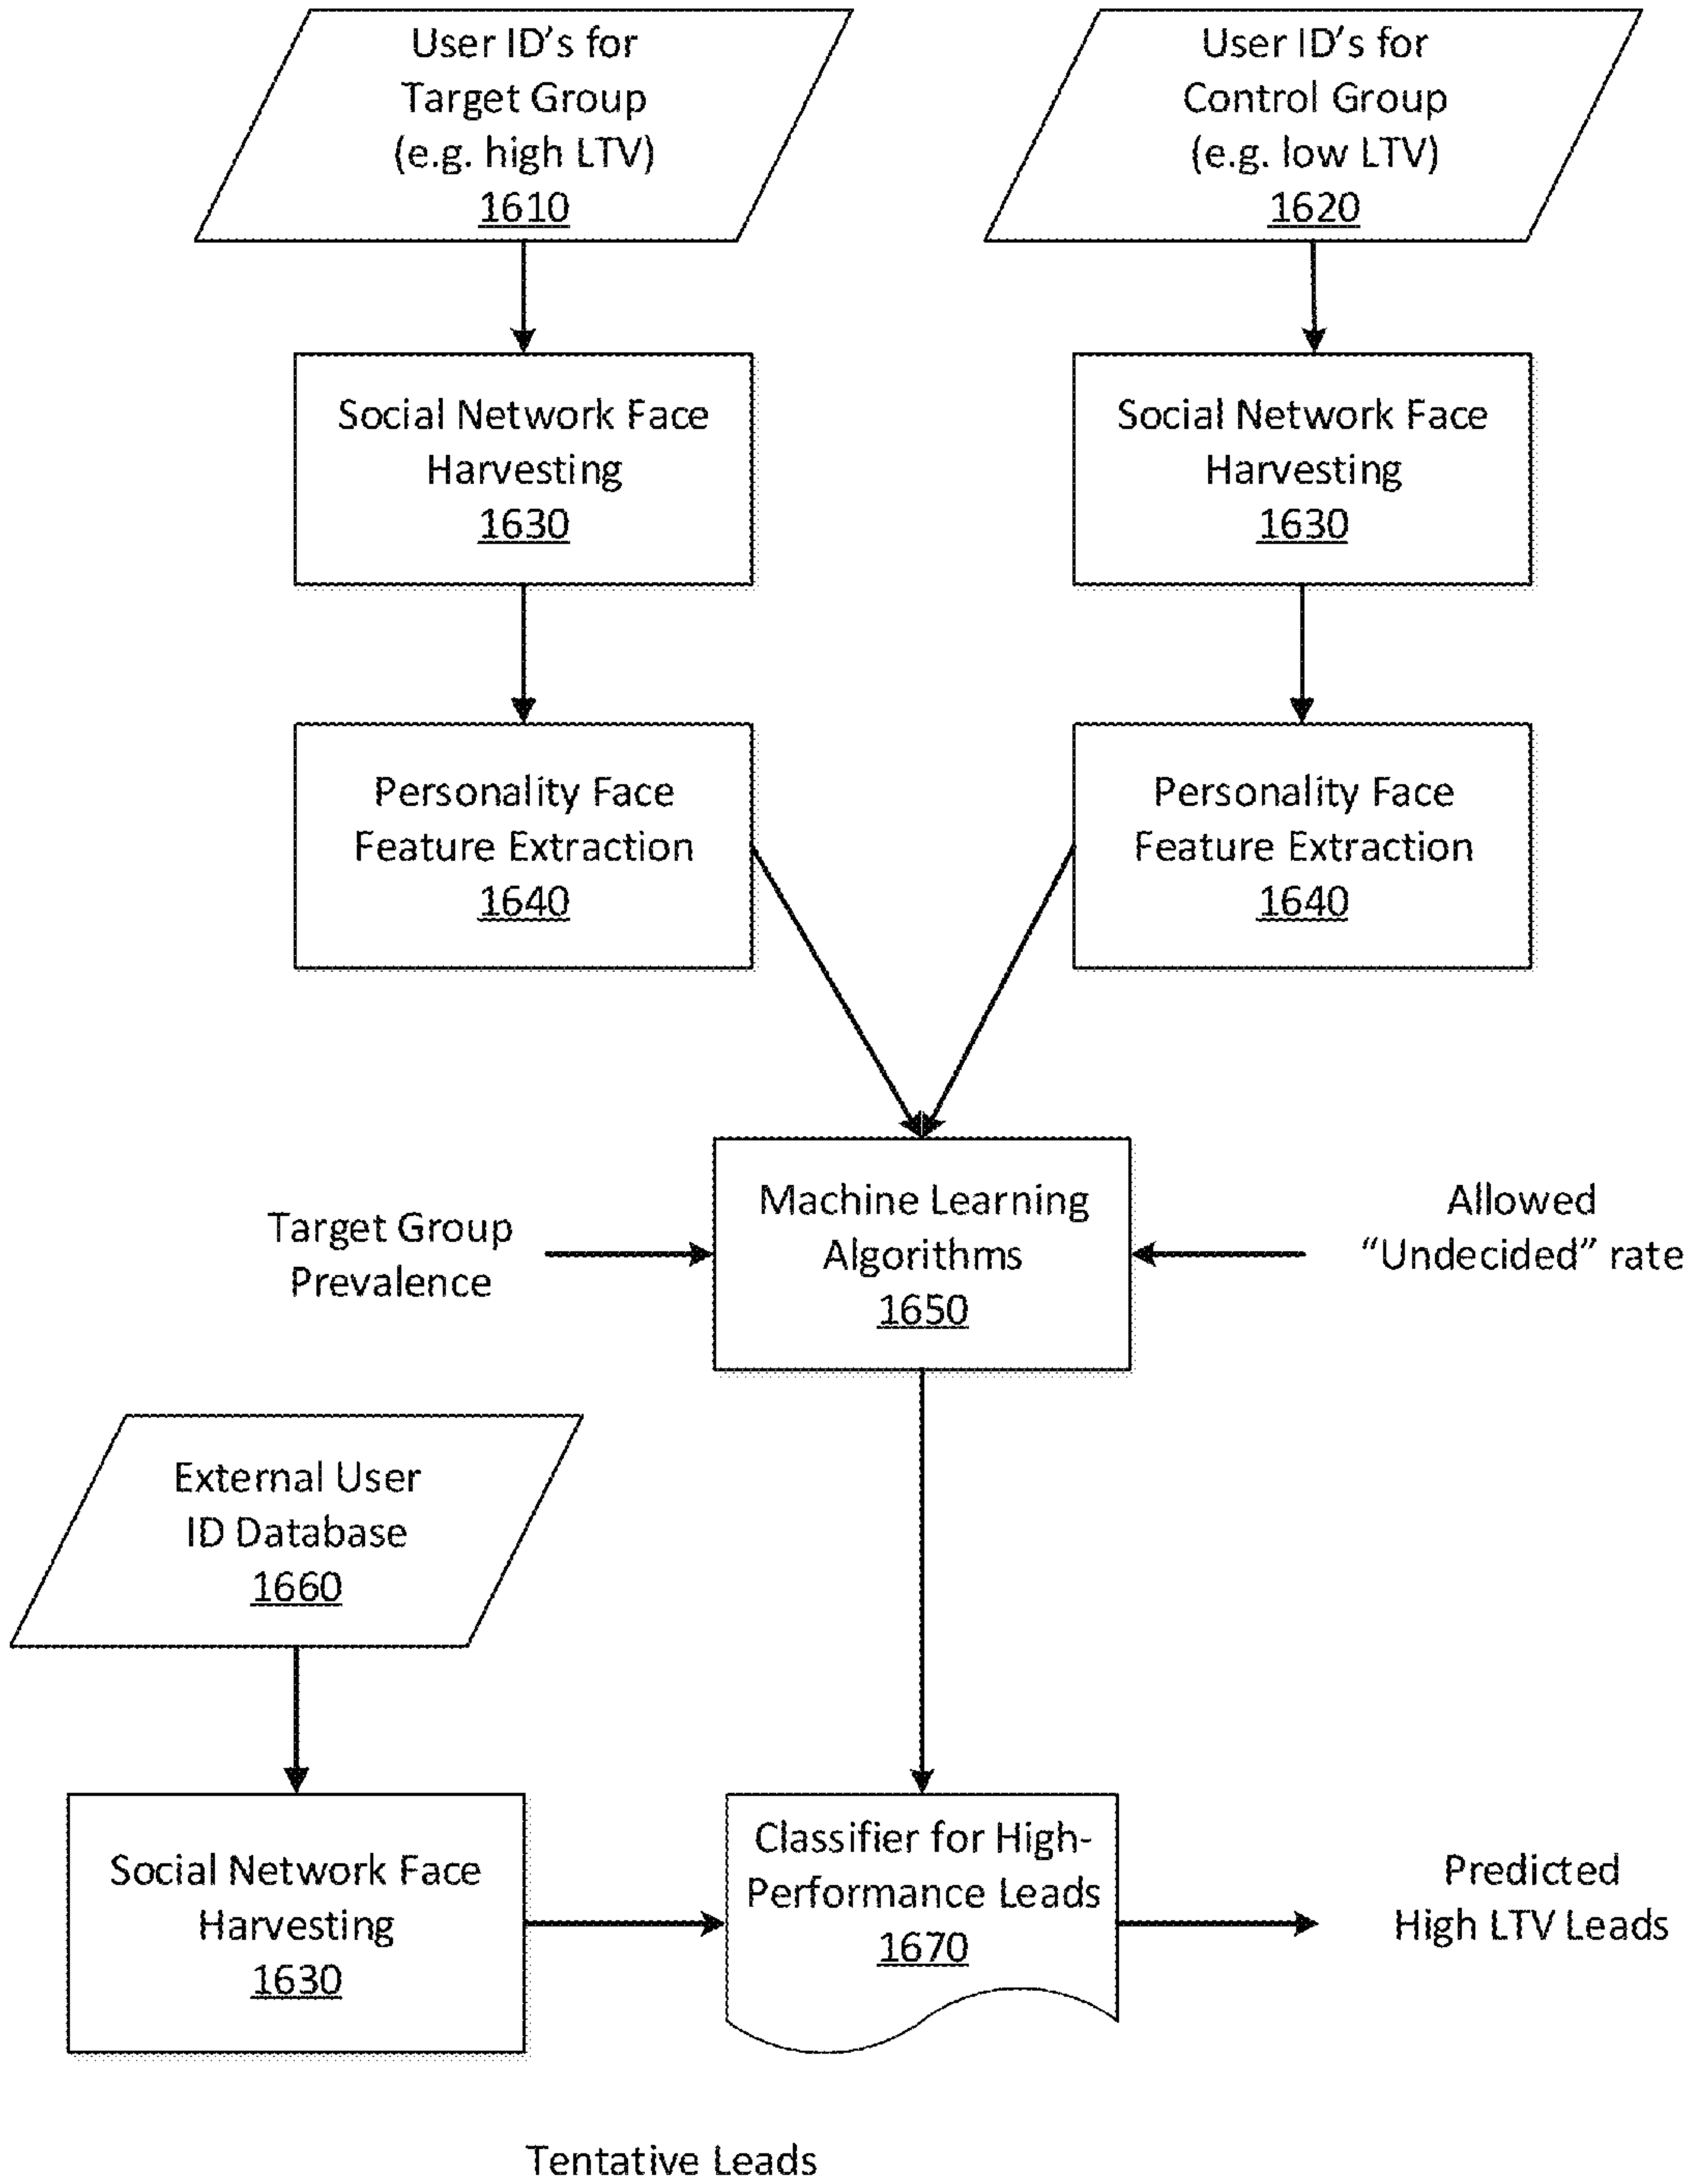 User ID’s for
Target Group
(e.g. high LTV)
1610
User ID’s for
Control Group
(e.g. low LTV)
1620
Social Network Face
Harvesting
1630
Social Network Face
Harvesting
1630
Personality Face
Feature Extraction
1640
Personality Face
Feature Extraction
1640
Target Group
Prevalence
Machine Learning
Algorithms
1650
Allowed
“Undecided” rate
External User
ID Database
1660
Social Network Face
Harvesting
1630
Classifier for High-
Performance Leads
1670
Predicted
High LTV Leads
Tentative Leads